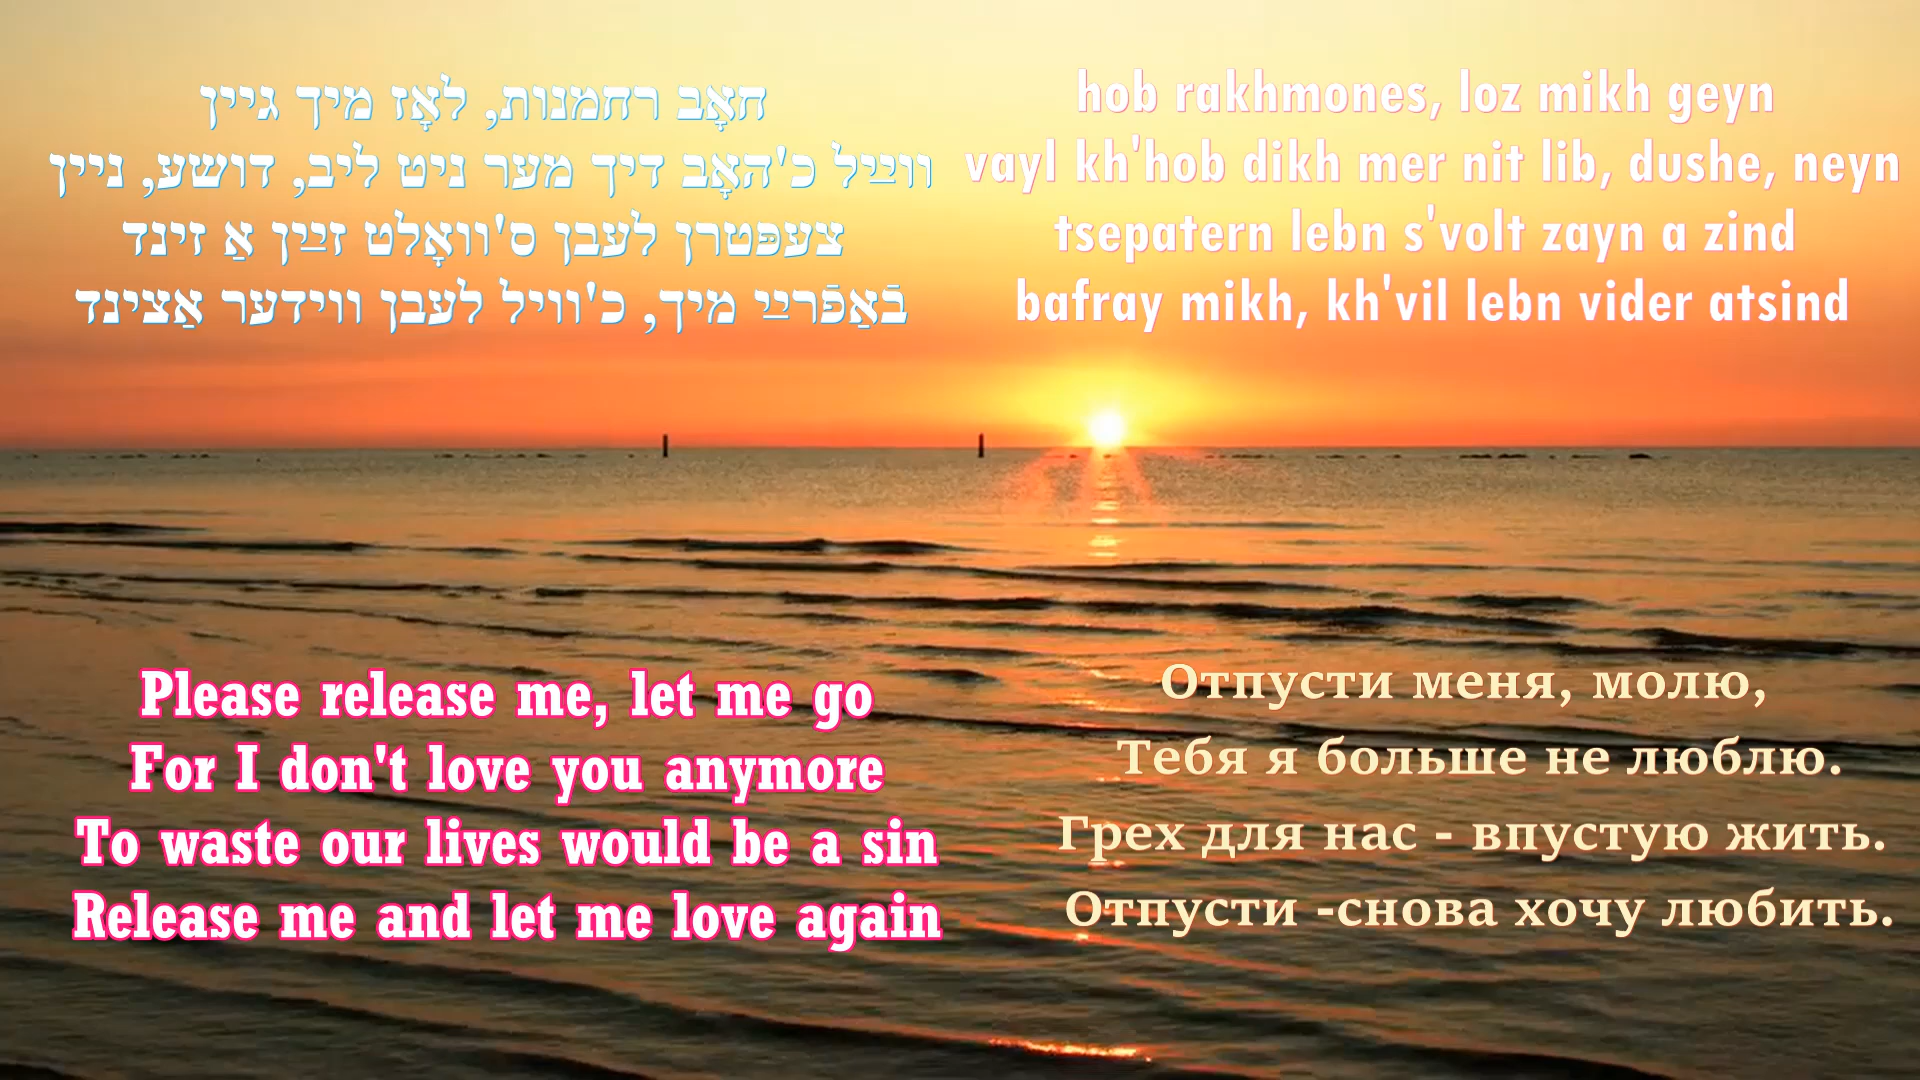 חאָב רחמנות, לאָז מיך גיין
ווײַל כ'האָב דיך מער ניט ליב, דושע, ניין
צעפּטרן לעבן ס'וואָלט זײַן אַ זינד
באַפֿרײַ מיך, כ'וויל לעבן ווידער אַצינד
hob rakhmones, loz mikh geyn
vayl kh'hob dikh mer nit lib, dushe, neyn
tsepatern lebn s'volt zayn a zind
bafray mikh, kh'vil lebn vider atsind
Please release me, let me go
For I don't love you anymore
To waste our lives would be a sin
Release me and let me love again
Отпусти меня, молю,
Тебя я больше не люблю.
Грех для нас - впустую жить.
Отпусти -снова хочу любить.